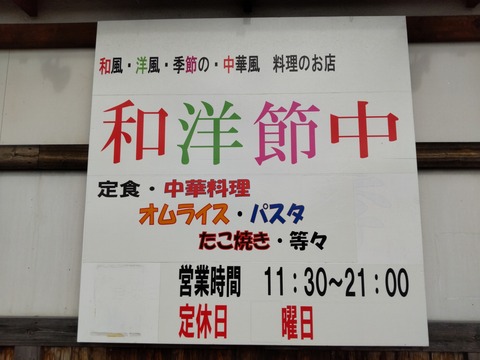 和風・洋風・季節の・中華風 料理のお店
和洋節中
定食・中華料理
オムライス・パスタ
たこ焼き・等々
営業時間 11:30～21:00
定休日 曜日